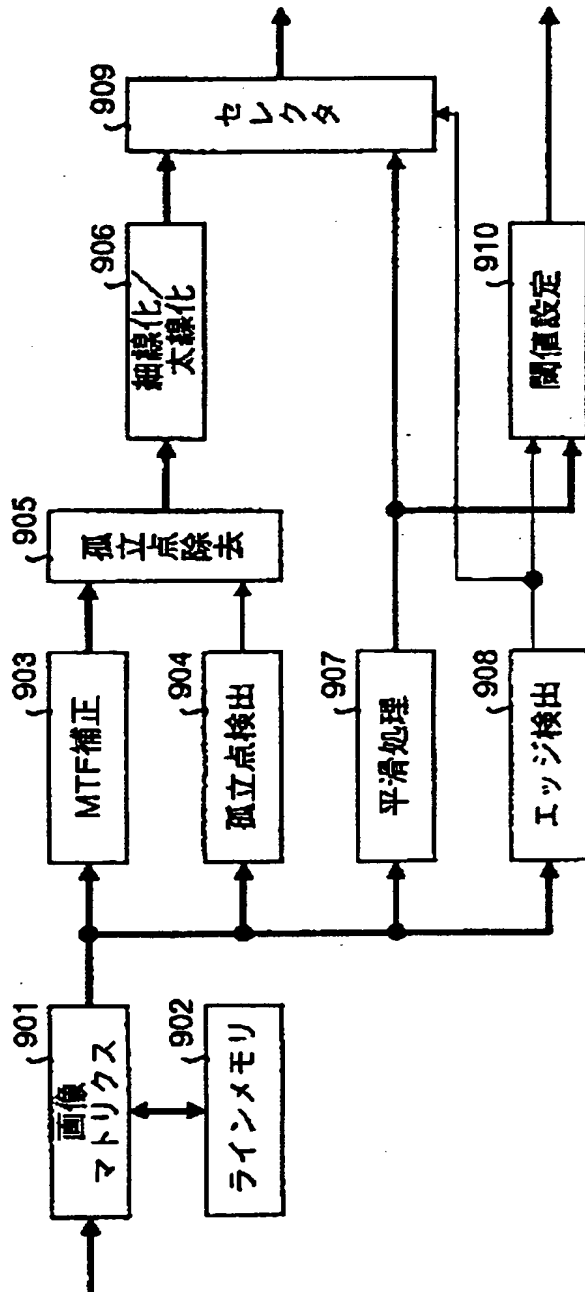 901
画像
マトリクス
902
ラインメモリ
903
MTF補正
904
孤立点検出
905
孤立点除去
906
細線化/
太線化
907
平滑処理
908
エッジ検出
909
セレクタ
910
閾値設定